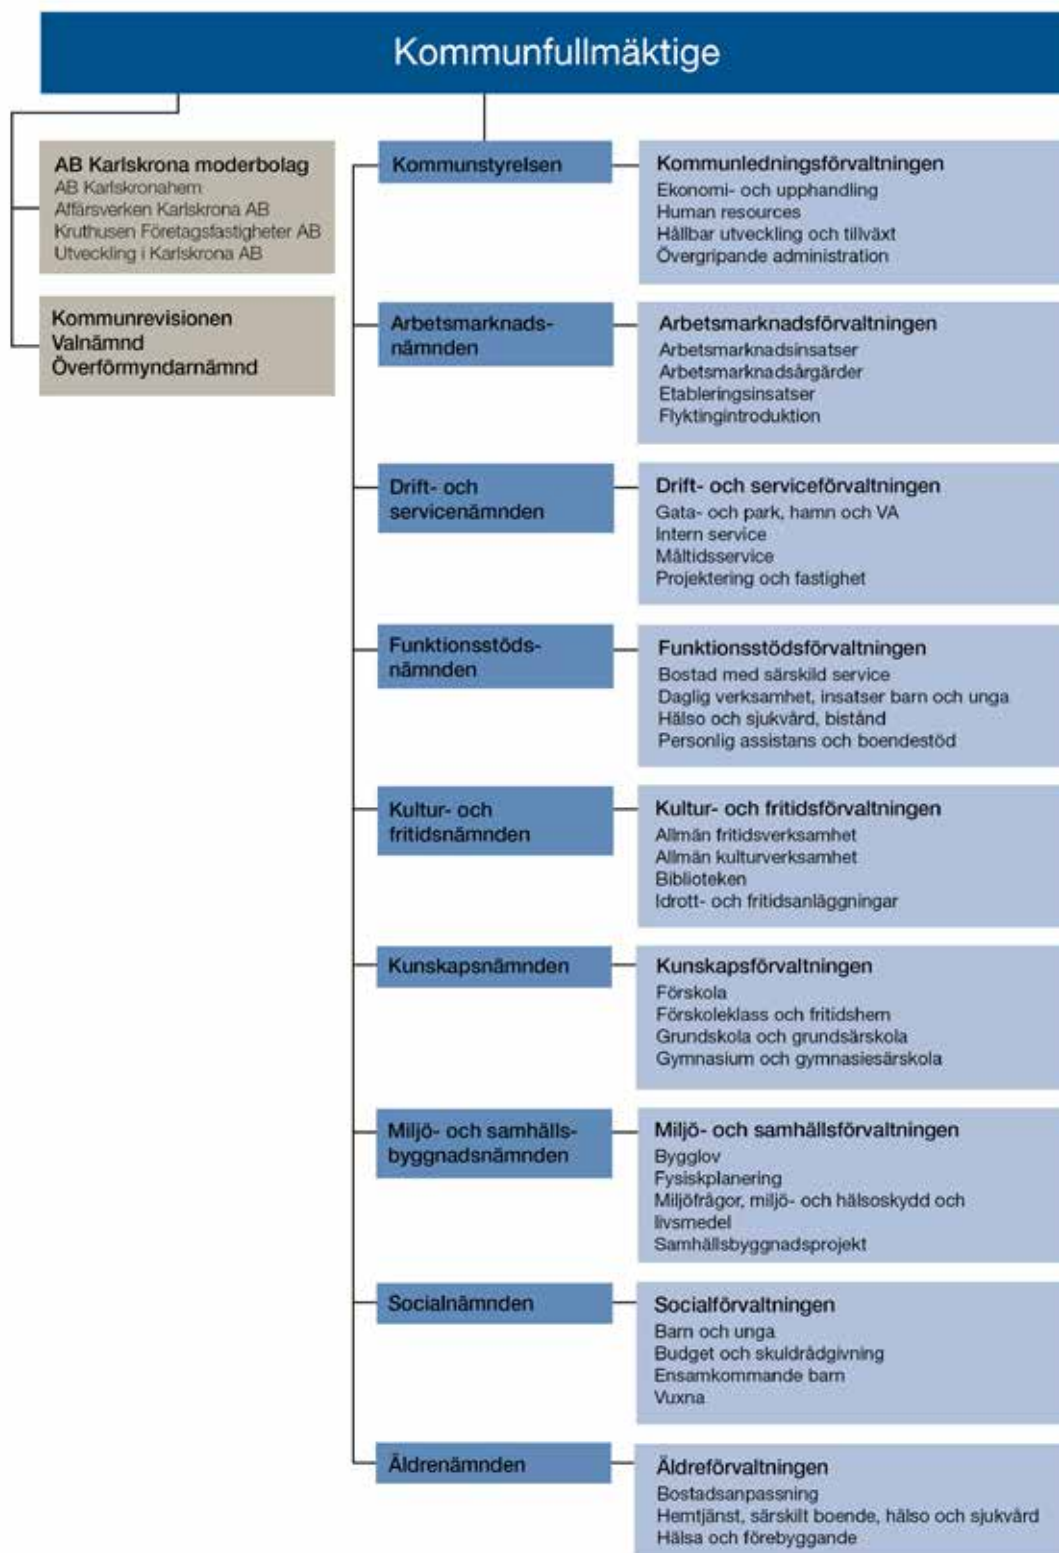 Kommunfullmäktige
AB Karlskrona moderbolag
AB Karlskronahem
Affärsverken Karlskrona AB
Kruthusen Företagsfastigheter AB
Utveckling i Karlskrona AB
Kommunrevisionen
Valnämnd
Överförmyndarnämnd
Kommunstyrelsen
Kommunledningsförvaltningen
Ekonomi- och upphandling
Human resources
Hållbar utveckling och tillväxt
Övergripande administration
Arbetsmarknads-
nämnden
Arbetsmarknadsförvaltningen
Arbetsmarknadsinsatser
Arbetsmarknadsårgärder
Etableringsinsatser
Flyktingintroduktion
Drift- och
servicenämnden
Drift- och serviceförvaltningen
Gata- och park, hamn och VA
Intern service
Måltidsservice
Projektering och fastighet
Funktionsstöds-
nämnden
Funktionsstödsförvaltningen
Bostad med särskild service
Daglig verksamhet, insatser barn och unga
Hälso och sjukvård, bistånd
Personlig assistans och boendestöd
Kultur- och
fritidsnämnden
Kultur- och fritidsförvaltningen
Allmän fritidsverksamhet
Allmän kulturverksamhet
Biblioteken
Idrott- och fritidsanläggningar
Kunskapsnämnden
Kunskapsförvaltningen
Förskola
Förskoleklass och fritidshem
Grundskola och grundsärskola
Gymnasium och gymnasiesärskola
Miljö- och samhälls-
byggnadsnämnden
Miljö- och samhällsförvaltningen
Bygglov
Fysiskplanering
Miljöfrågor, miljö- och hälsoskydd och
livsmedel
Samhällsbyggnadsprojekt
Socialnämnden
Socialförvaltningen
Barn och unga
Budget och skuldrådgivning
Ensamkommande barn
Vuxna
Äldrenämnden
Äldreförvaltningen
Bostadsanpassning
Hemtjänst, särskilt boende, hälso och sjukvård
Hälsa och förebyggande